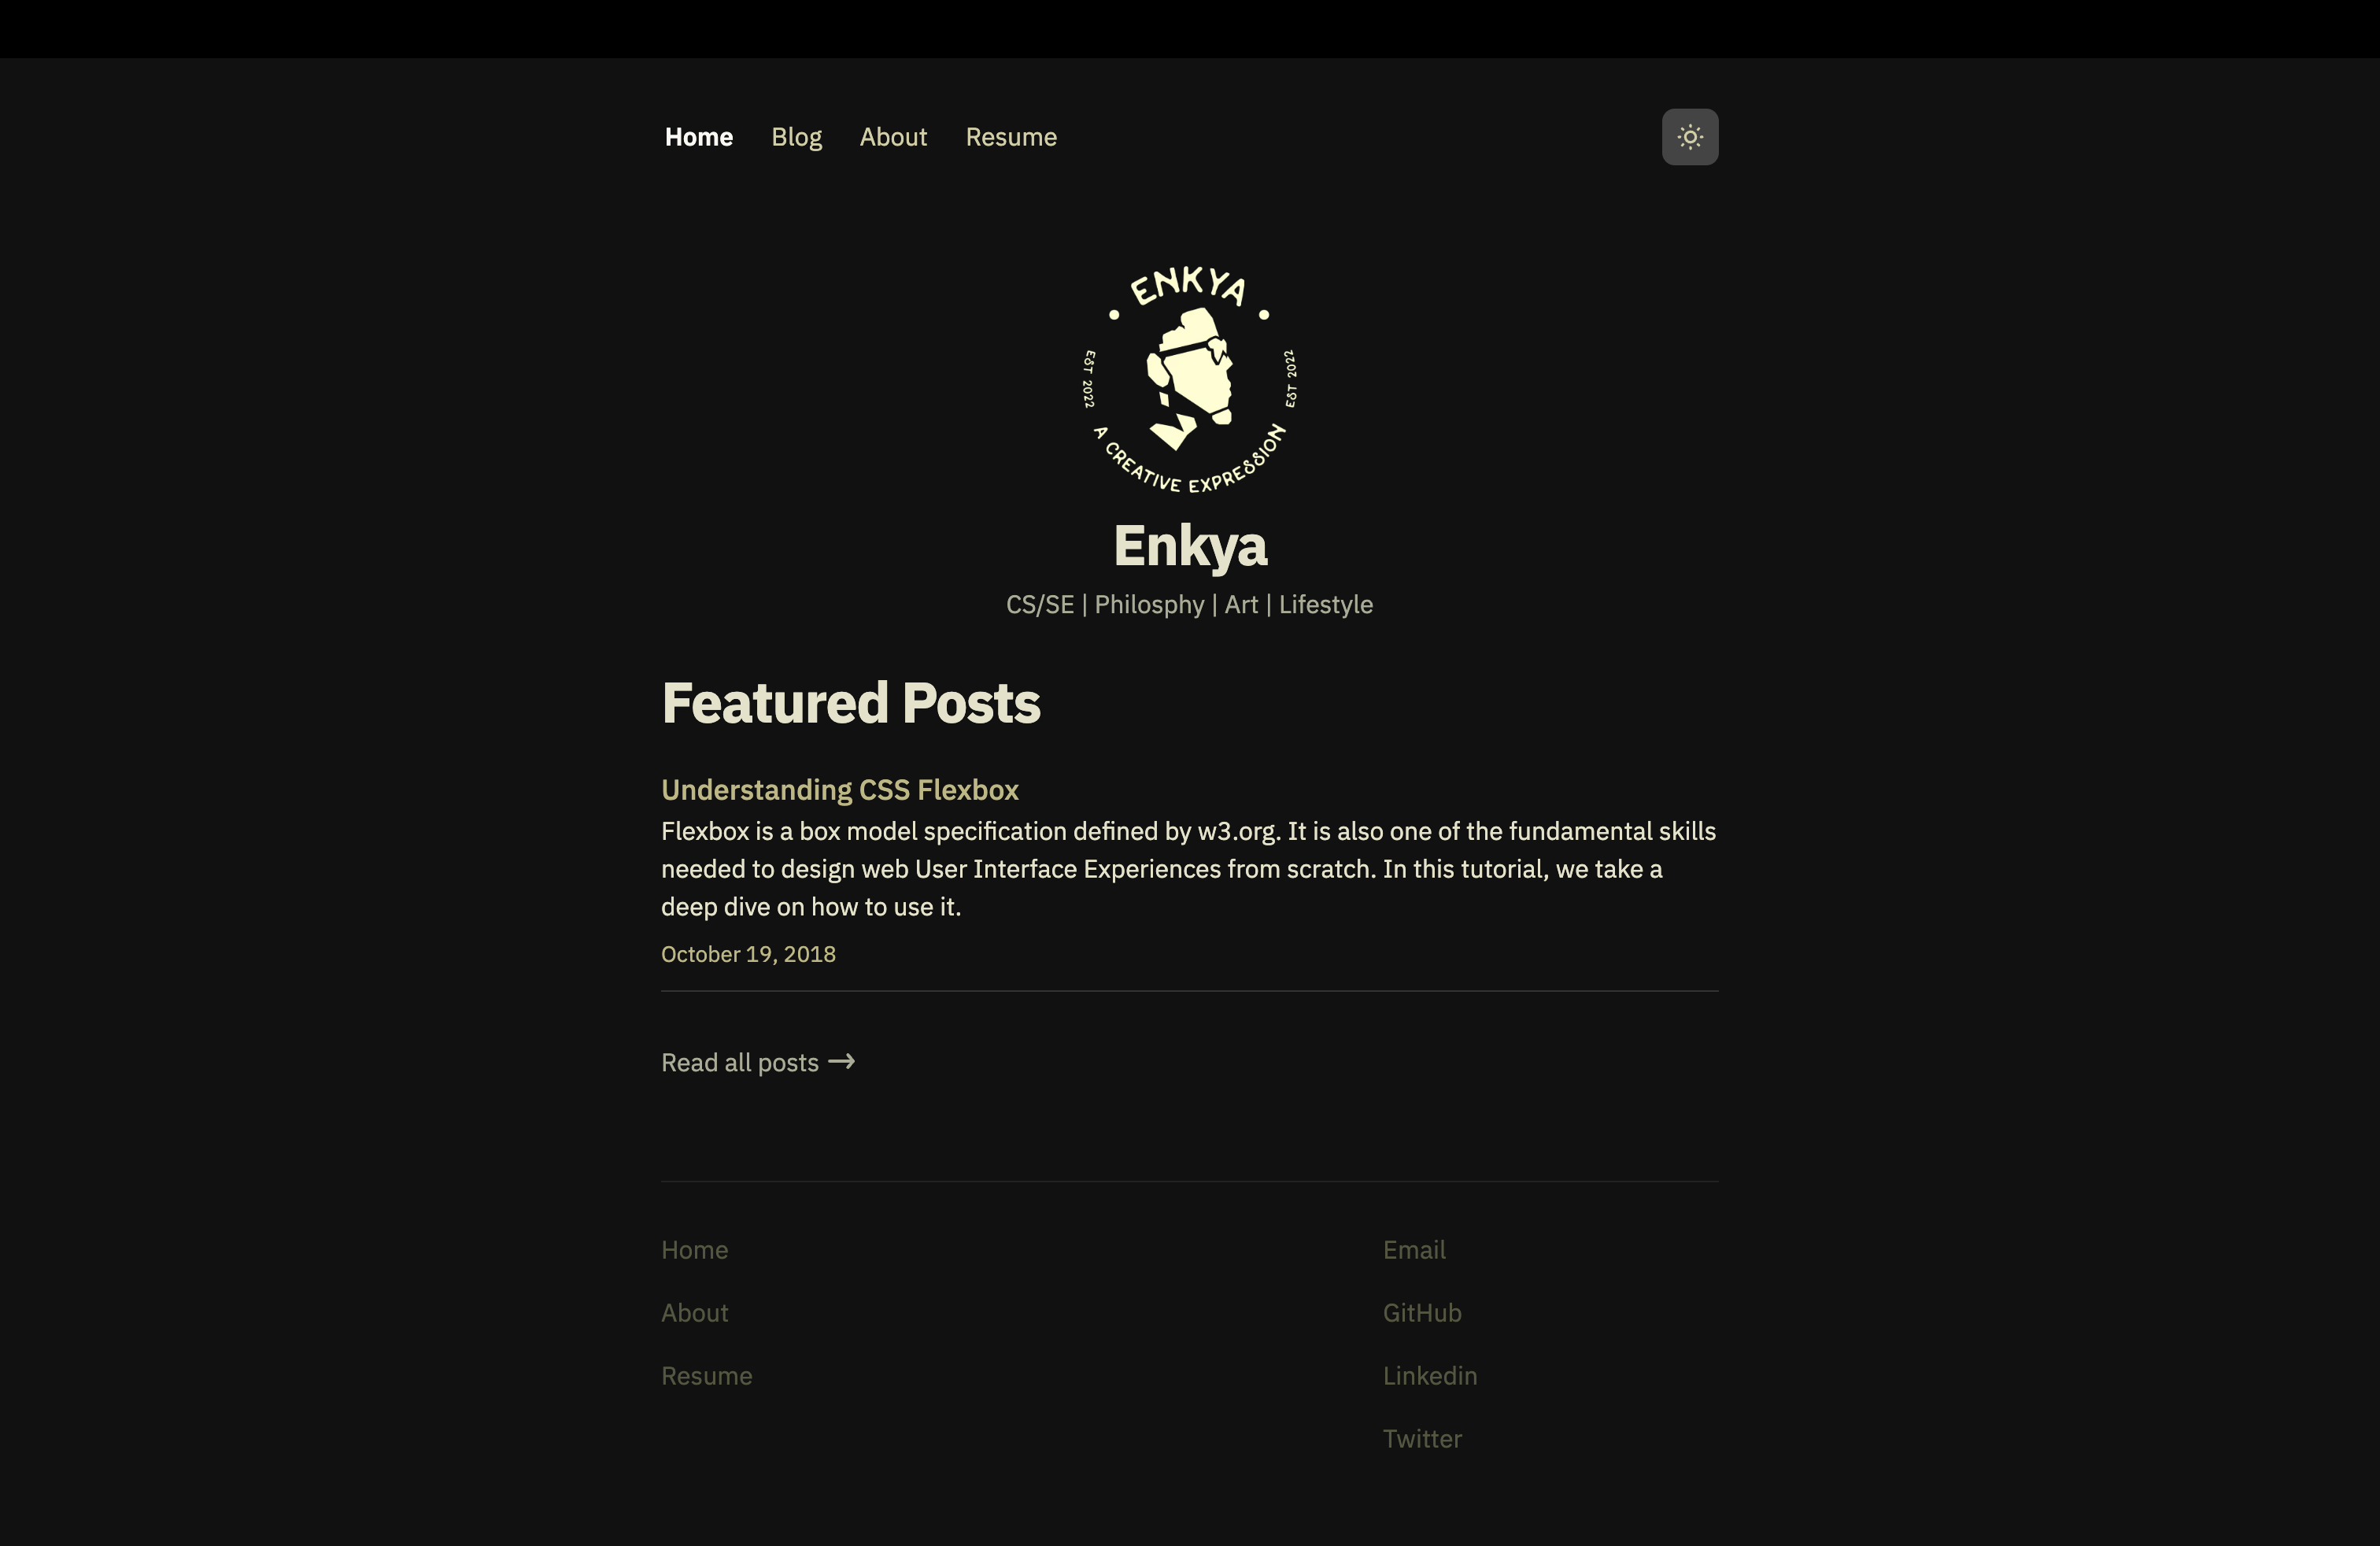 Home Blog About Resume
ENKYA
EST 2022
EST 2022
A CREATIVE EXPRESSION
Enkya
CS/SE | Philosphy | Art | Lifestyle
Featured Posts
Understanding CSS Flexbox
Flexbox is a box model specification defined by w3.org. It is also one of the fundamental skills
needed to design web User Interface Experiences from scratch. In this tutorial, we take a
deep dive on how to use it.
October 19, 2018
Read all posts →
Home
About
Resume
Email
GitHub
Linkedin
Twitter